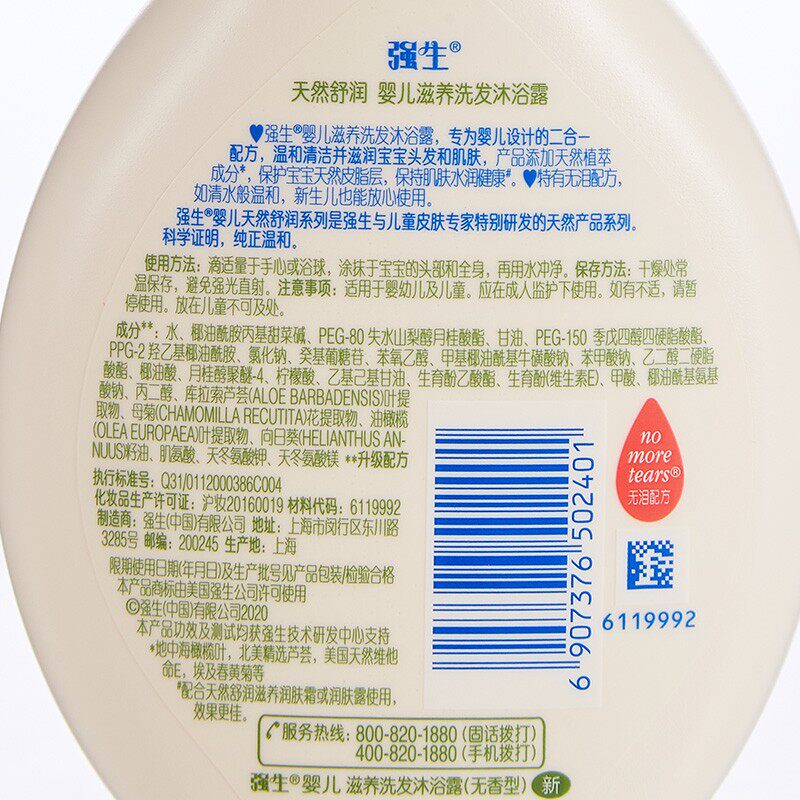 强生®
天然舒润 婴儿滋养洗发沐浴露
♥强生®婴儿滋养洗发沐浴露，专为婴儿设计的二合一
配方，温和清洁并滋润宝宝头发和肌肤，产品添加天然植萃
成分*，保护宝宝天然皮脂层，保持肌肤水润健康#。♥特有无泪配方，
如清水般温和，新生儿也能放心使用。
强生®婴儿天然舒润系列是强生与儿童皮肤专家特别研发的天然产品系列。
科学证明，纯正温和。
使用方法：滴适量于手心或浴球，涂抹于宝宝的头部和全身，再用水冲净。保存方法：干燥处常
温保存，避免强光直射。注意事项：适用于婴幼儿及儿童。应在成人监护下使用。如有不适，请暂
停使用。放在儿童不可及处。
成分**：水、椰油酰胺丙基甜菜碱、PEG-80 失水山梨醇月桂酸酯、甘油、PEG-150 季戊四醇四硬脂酸酯、
PPG-2 羟乙基椰油酰胺、氯化钠、癸基葡糖苷、苯氧乙醇、甲基椰油酰基牛磺酸钠、苯甲酸钠、乙二醇二硬脂
酸酯、椰油酸、月桂醇聚醚-4、柠檬酸、乙基己基甘油、生育酚乙酸酯、生育酚(维生素E)、甲酸、椰油酰基氨基
酸钠、丙二醇、库拉索芦荟(ALOE BARBADENSIS)叶提
取物、母菊(CHAMOMILLA RECUTITA)花提取物、油橄榄
(OLEA EUROPAEA)叶提取物、向日葵(HELIANTHUS AN-
NUUS)籽油、肌氨酸、天冬氨酸钾、天冬氨酸镁 **升级配方
执行标准号：Q31/0112000386C004
化妆品生产许可证：沪妆20160019 材料代码：6119992
制造商：强生(中国)有限公司 地址：上海市闵行区东川路
3285号 邮编：200245 生产地：上海
限期使用日期(年月日)及生产批号见产品包装/检验合格
本产品商标由美国强生公司许可使用
©强生(中国)有限公司2020
本产品功效及测试均获强生技术研发中心支持
*地中海橄榄叶，北美精选芦荟，美国天然维他
命E，埃及春黄菊等
#配合天然舒润滋养润肤霜或润肤露使用，
效果更佳。
no
more
tears®
无泪配方
6 907376 502401
6119992
服务热线：800-820-1880 (固话拨打)
400-820-1880 (手机拨打)
强生®婴儿 滋养洗发沐浴露(无香型) 新